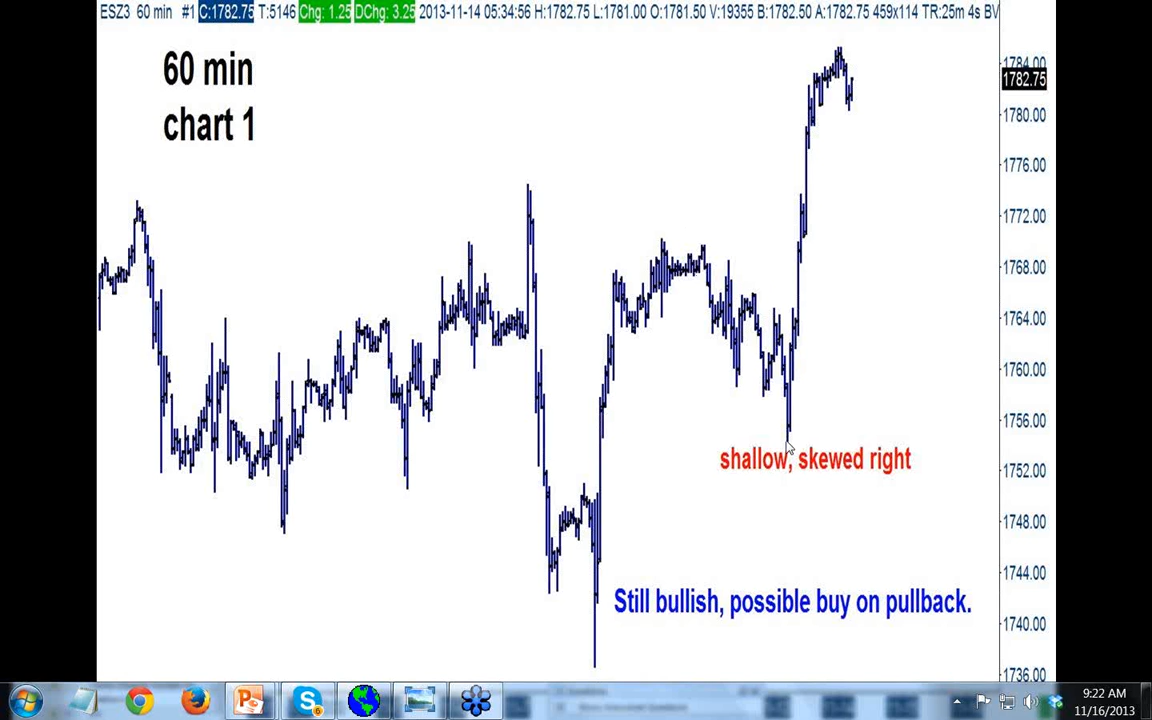 ESZ3 60 min #1 C:1782.75 T:5146 Chg: 1.25 DChg: 3.25 2013-11-14 05:34:56 H:1782.75 L:1781.00 O:1781.50 V:19355 B:1782.50 A:1782.75 459x114 TR:25m 4s BV
60 min
chart 1
1784.00
1782.75
1780.00
1776.00
1772.00
1768.00
1764.00
1760.00
1756.00
shallow, skewed right
1752.00
1748.00
1744.00
Still bullish, possible buy on pullback.
1740.00
1736.00
9:22 AM
11/16/2013